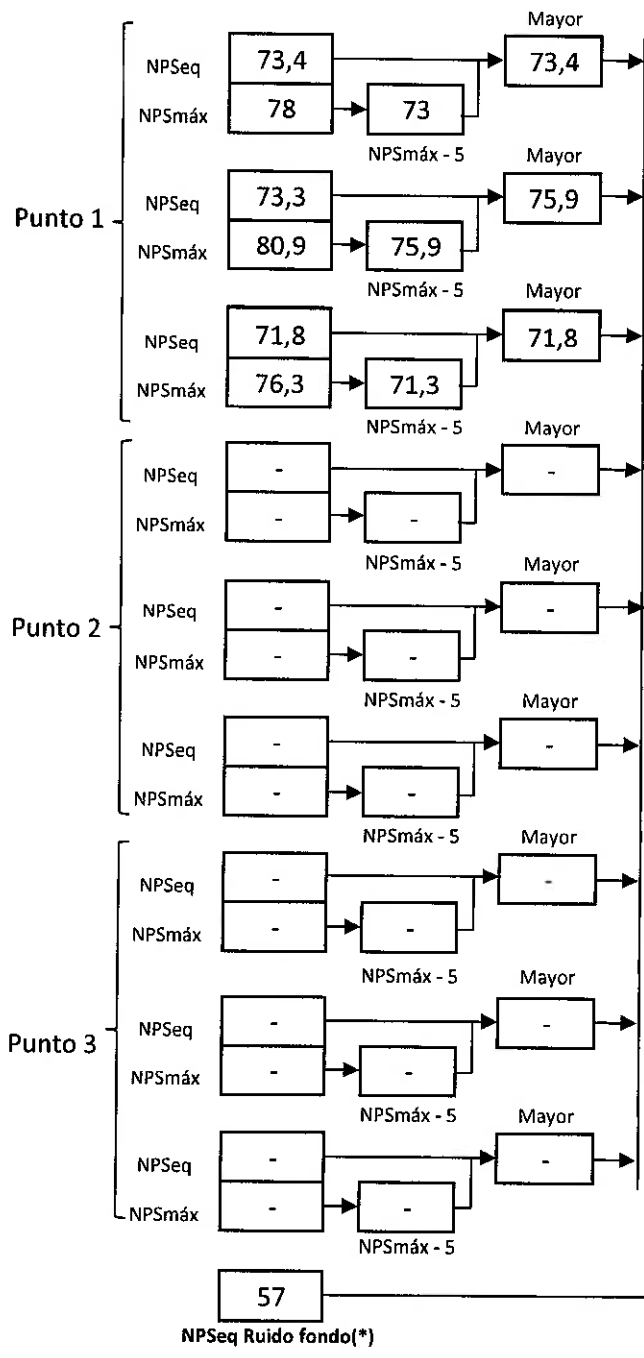 Mayor
NPSeq 73,4 73,4
NPSmáx 78 73
NPSmáx - 5
Mayor
Punto 1
NPSeq 73,3 75,9
NPSmáx 80,9 75,9
NPSmáx - 5
Mayor
NPSeq 71,8 71,8
NPSmáx 76,3 71,3
NPSmáx - 5
Mayor
NPSeq - -
NPSmáx - -
NPSmáx - 5
Mayor
Punto 2
NPSeq - -
NPSmáx - -
NPSmáx - 5
Mayor
NPSeq - -
NPSmáx - -
NPSmáx - 5
Mayor
NPSeq - -
NPSmáx - -
NPSmáx - 5
Mayor
Punto 3
NPSeq - -
NPSmáx - -
NPSmáx - 5
Mayor
NPSeq - -
NPSmáx - -
NPSmáx - 5
57
NPSeq Ruido fondo(*)